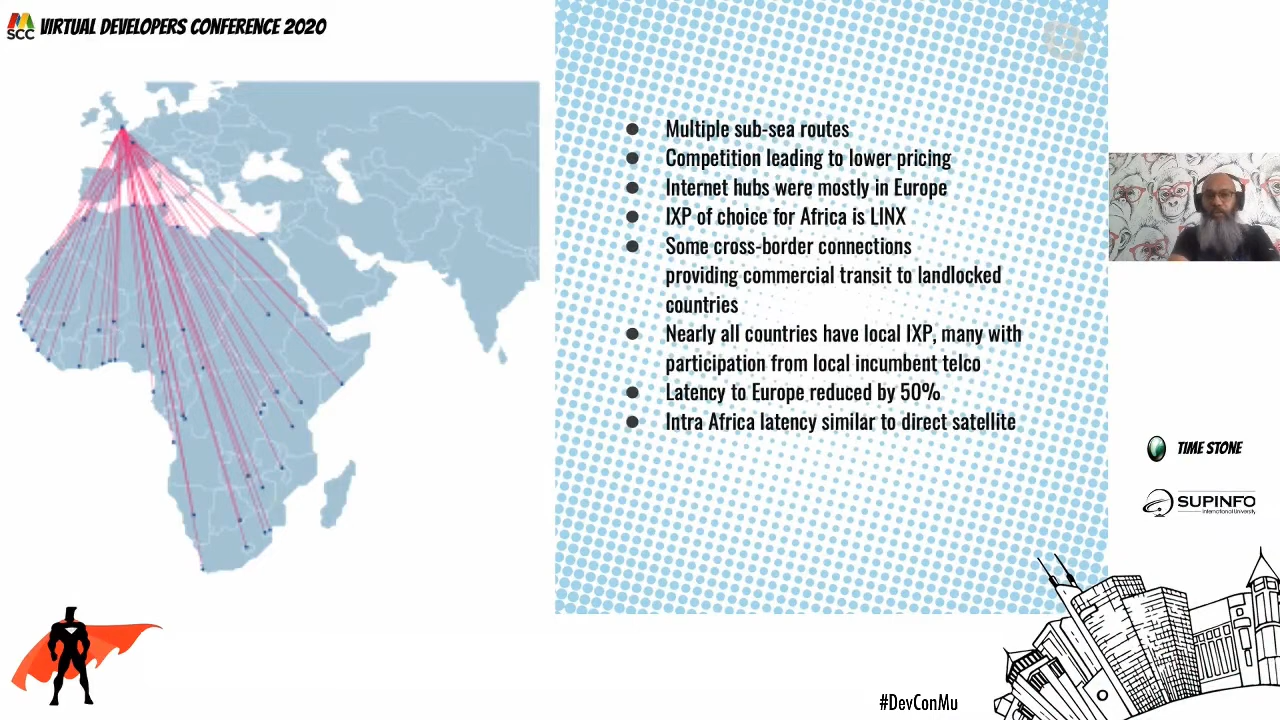 SCC VIRTUAL DEVELOPERS CONFERENCE 2020
● Multiple sub-sea routes
● Competition leading to lower pricing
● Internet hubs were mostly in Europe
● IXP of choice for Africa is LINX
● Some cross-border connections
providing commercial transit to landlocked
countries
● Nearly all countries have local IXP, many with
participation from local incumbent telco
● Latency to Europe reduced by 50%
● Intra Africa latency similar to direct satellite
TIME STONE
SUPINFO
International University
#DevConMu